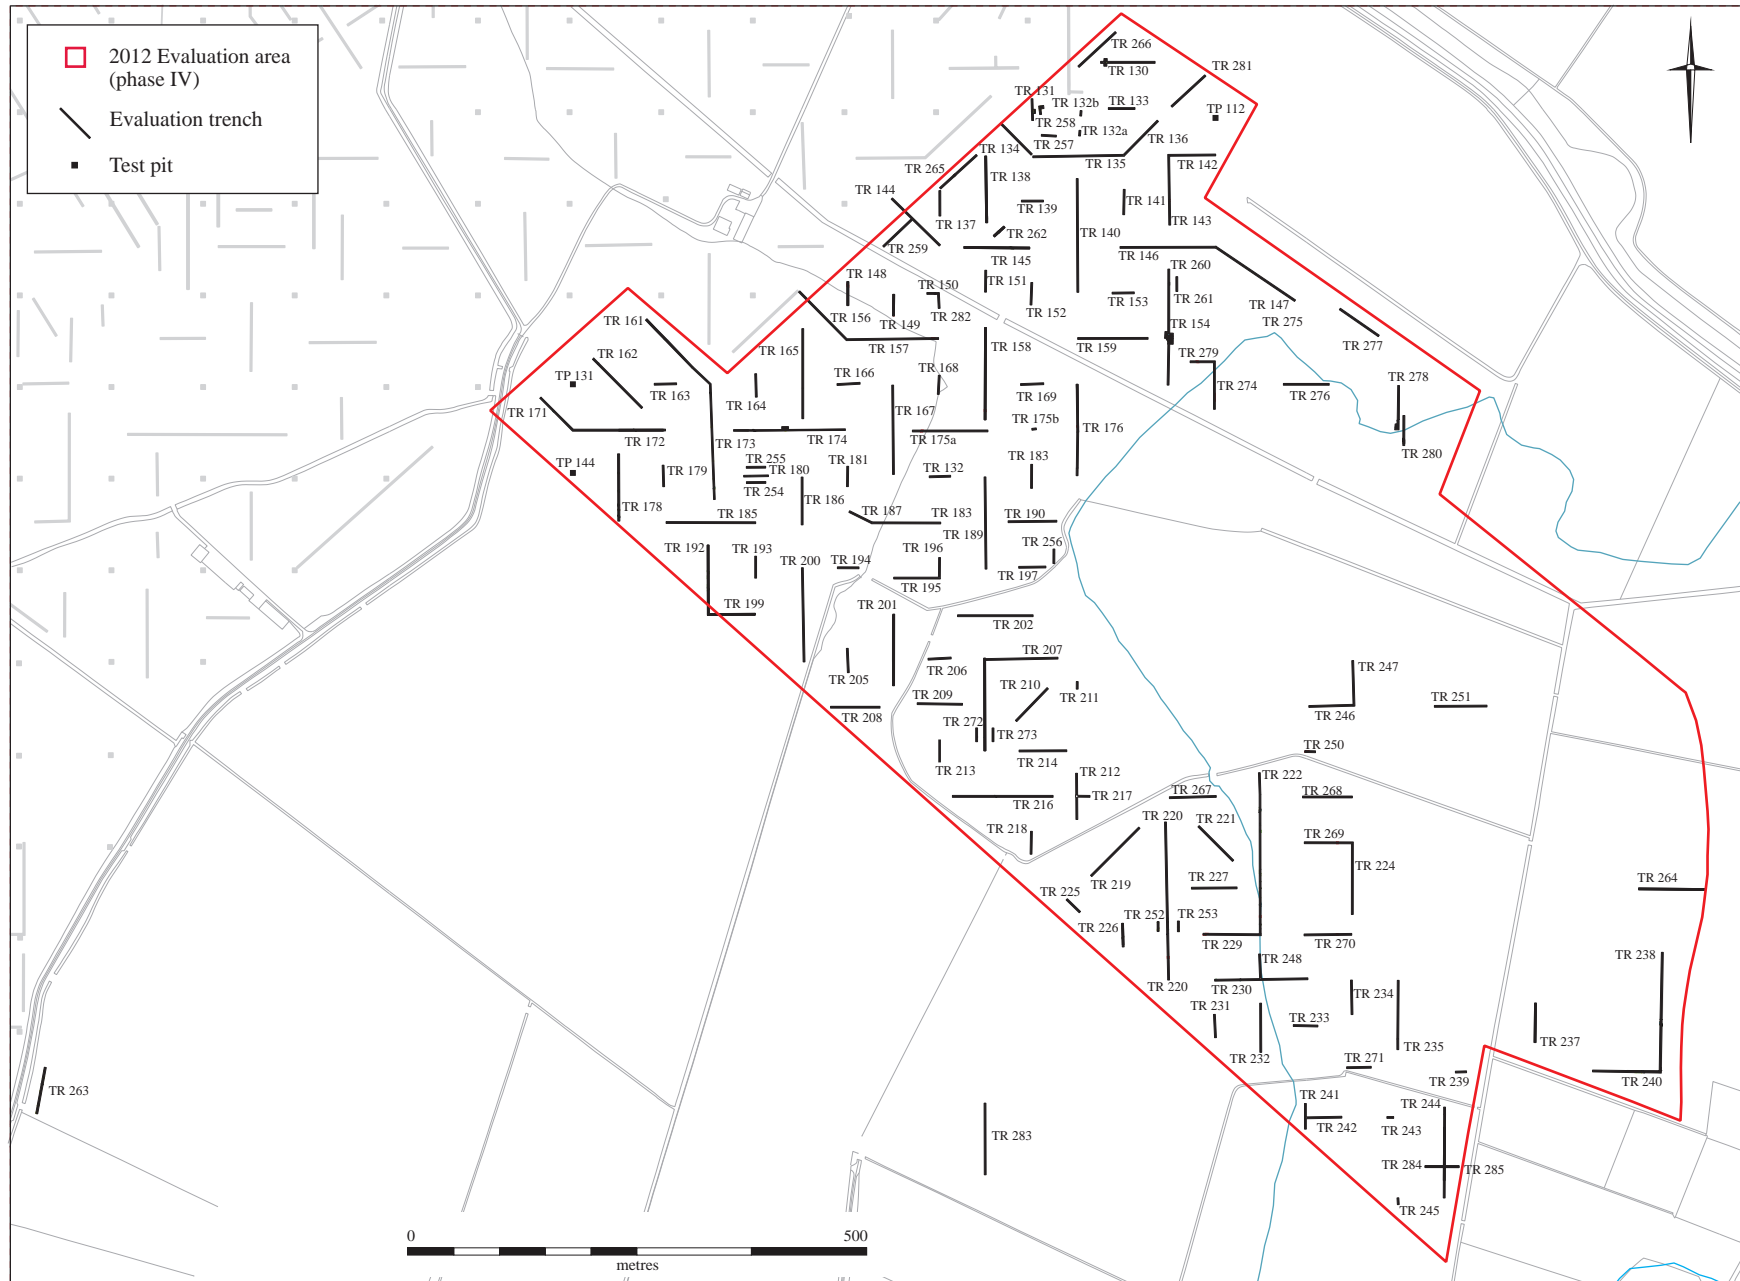 2012 Evaluation area
(phase IV)
Evaluation trench
Test pit
TR 266
TR 130
TR 281
TR 131
TR 132b
TR 133
TP 112
TR 258
TR 132a
TR 257
TR 136
TR 134
TR 135
TR 142
TR 265
TR 138
TR 144
TR 139
TR 141
TR 137
TR 143
TR 262
TR 140
TR 259
TR 145
TR 146
TR 260
TR 148
TR 150
TR 151
TR 261
TR 153
TR 147
TR 156
TR 149
TR 282
TR 152
TR 161
TR 154
TR 275
TR 165
TR 157
TR 158
TR 159
TR 277
TR 162
TR 279
TP 131
TR 166
TR 168
TR 278
TR 163
TR 164
TR 169
TR 274
TR 276
TR 171
TR 167
TR 175b
TR 172
TR 173
TR 174
TR 175a
TR 176
TR 280
TP 144
TR 179
TR 255
TR 180
TR 181
TR 132
TR 183
TR 254
TR 178
TR 186
TR 185
TR 187
TR 183
TR 190
TR 189
TR 192
TR 193
TR 200
TR 194
TR 196
TR 256
TR 197
TR 195
TR 199
TR 201
TR 202
TR 207
TR 206
TR 205
TR 247
TR 210
TR 209
TR 211
TR 251
TR 208
TR 246
TR 272
TR 273
TR 250
TR 213
TR 214
TR 212
TR 222
TR 216
TR 217
TR 267
TR 268
TR 218
TR 220
TR 221
TR 269
TR 219
TR 227
TR 224
TR 264
TR 225
TR 226
TR 252
TR 253
TR 229
TR 270
TR 248
TR 238
TR 220
TR 230
TR 234
TR 231
TR 233
TR 232
TR 235
TR 237
TR 271
TR 239
TR 240
TR 263
TR 241
TR 244
TR 242
TR 243
TR 283
TR 284
TR 285
TR 245
0
500
metres